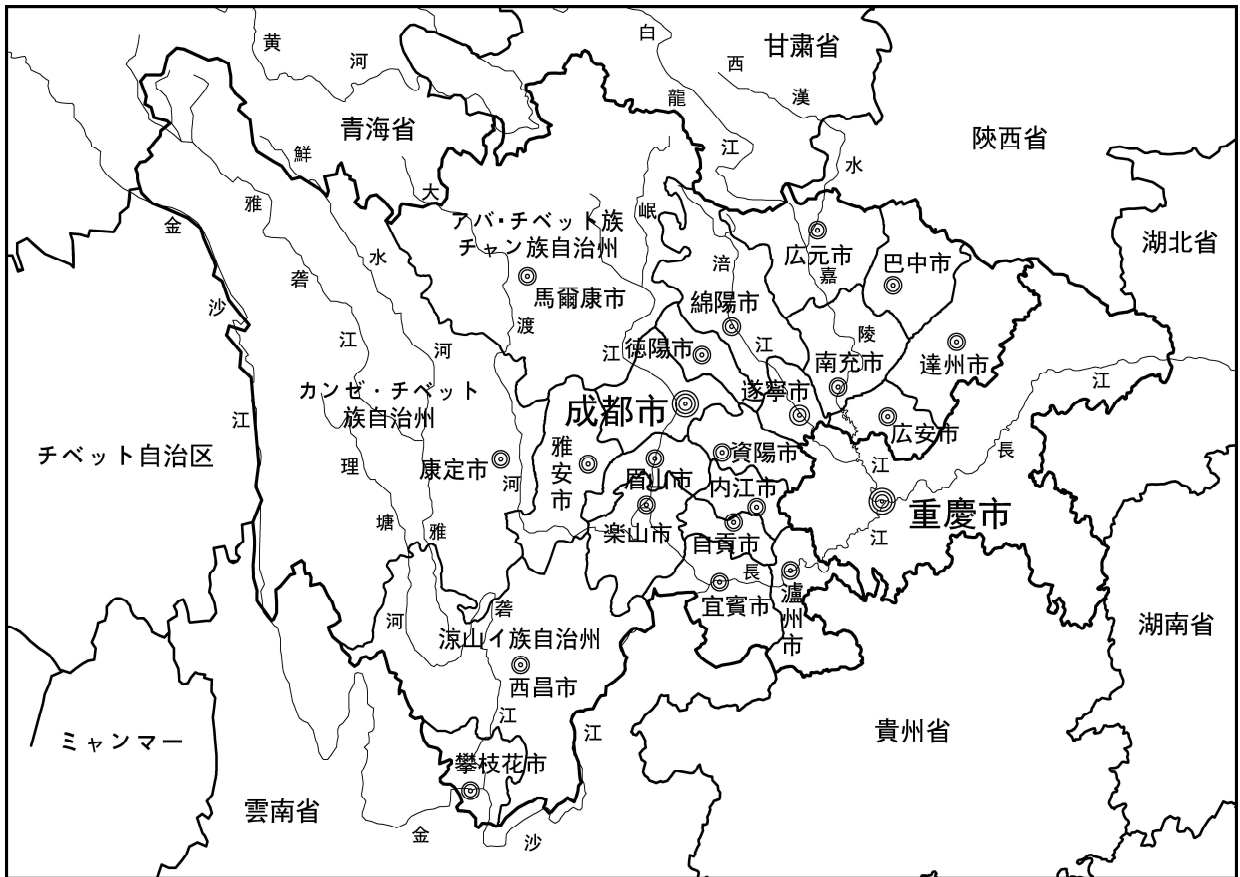 黄
河
白
甘粛省
西
漢
龍
青海省
陝西省
江
鮮
水
大
雅
金
アバ・チベット族
チャン族自治州
岷
湖北省
広元市
巴中市
涪
嘉
水
礱
馬爾康市
綿陽市
沙
渡
陵
江
河
江
徳陽市
江
南充市
達州市
江
カンゼ・チベット
族自治州
遂寧市
成都市
江
広安市
雅安市
資陽市
長
チベット自治区
康定市
理
江
眉山市
河
内江市
重慶市
塘
雅
楽山市
自貢市
江
長
宜賓市
瀘州市
礱
河
湖南省
涼山イ族自治州
西昌市
江
江
貴州省
ミャンマー
攀枝花市
雲南省
金
沙